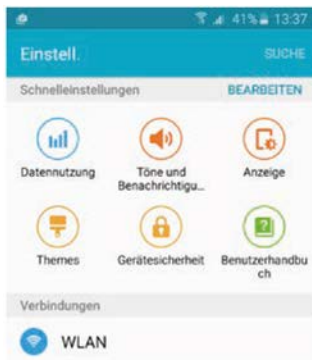 41% 13:37
Einstell. SUCHE
Schnelleinstellungen BEARBEITEN
Datennutzung Töne und Benachrichtigu... Anzeige
Themes Gerätesicherheit Benutzerhandbu
ch
Verbindungen
WLAN